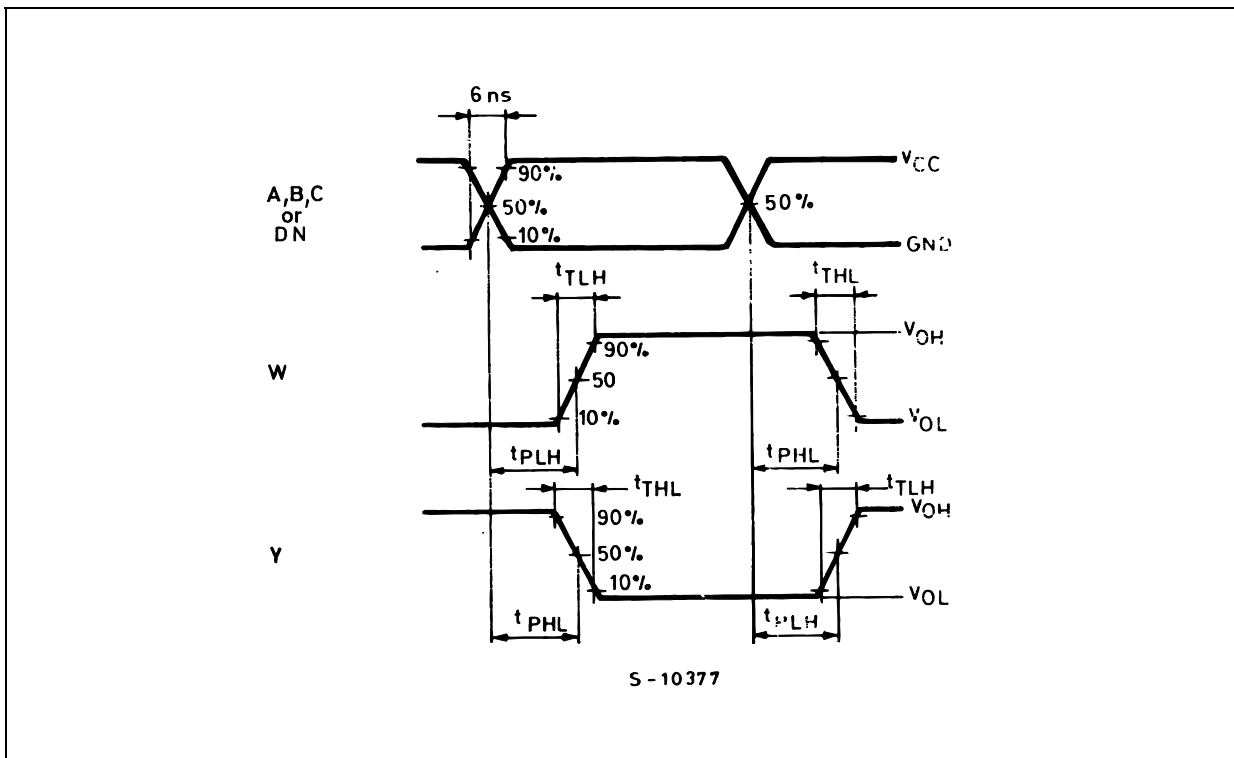 6 ns
VCC
90%
A,B,C
or
DN
50%
50%
10%
GND
tTLH
tTHL
VOH
90%
W
50
10%
VOL
tPLH
tPHL
tTHL
tTLH
VOH
90%
Y
50%
10%
VOL
tPHL
tPLH
S-10377